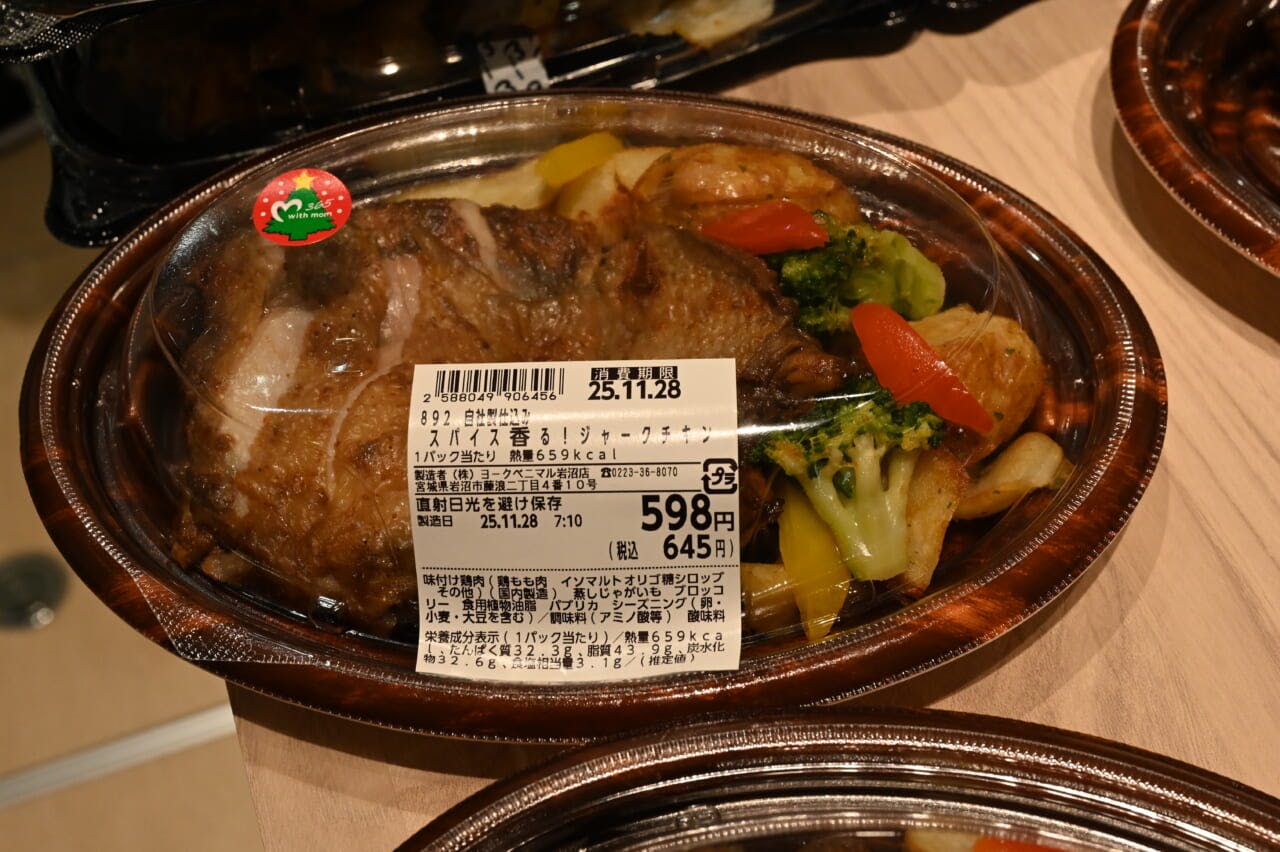 365
with mom
2 588049 906456
消費期限
25.11.28
892 自社製仕込み
スパイス香る!ジャークチキン
1パック当たり 熱量659kcal
製造者(株)ヨークベニマル岩沼店 ☎0223-36-8070
宮城県岩沼市藤浪二丁目4番10号
プラ
直射日光を避け保存
製造日 25.11.28 7:10
598円
(税込 645円)
味付け鶏肉(鶏もも肉 イソマルトオリゴ糖シロップ
その他)(国内製造) 蒸しじゃがいも ブロッコ
リー 食用植物油脂 パプリカ シーズニング(卵・
小麦・大豆を含む)/調味料(アミノ酸等) 酸味料
栄養成分表示(1パック当たり)/熱量659kca
l、たんぱく質32.3g、脂質43.9g、炭水化
物32.6g、食塩相当量3.1g/(推定値)